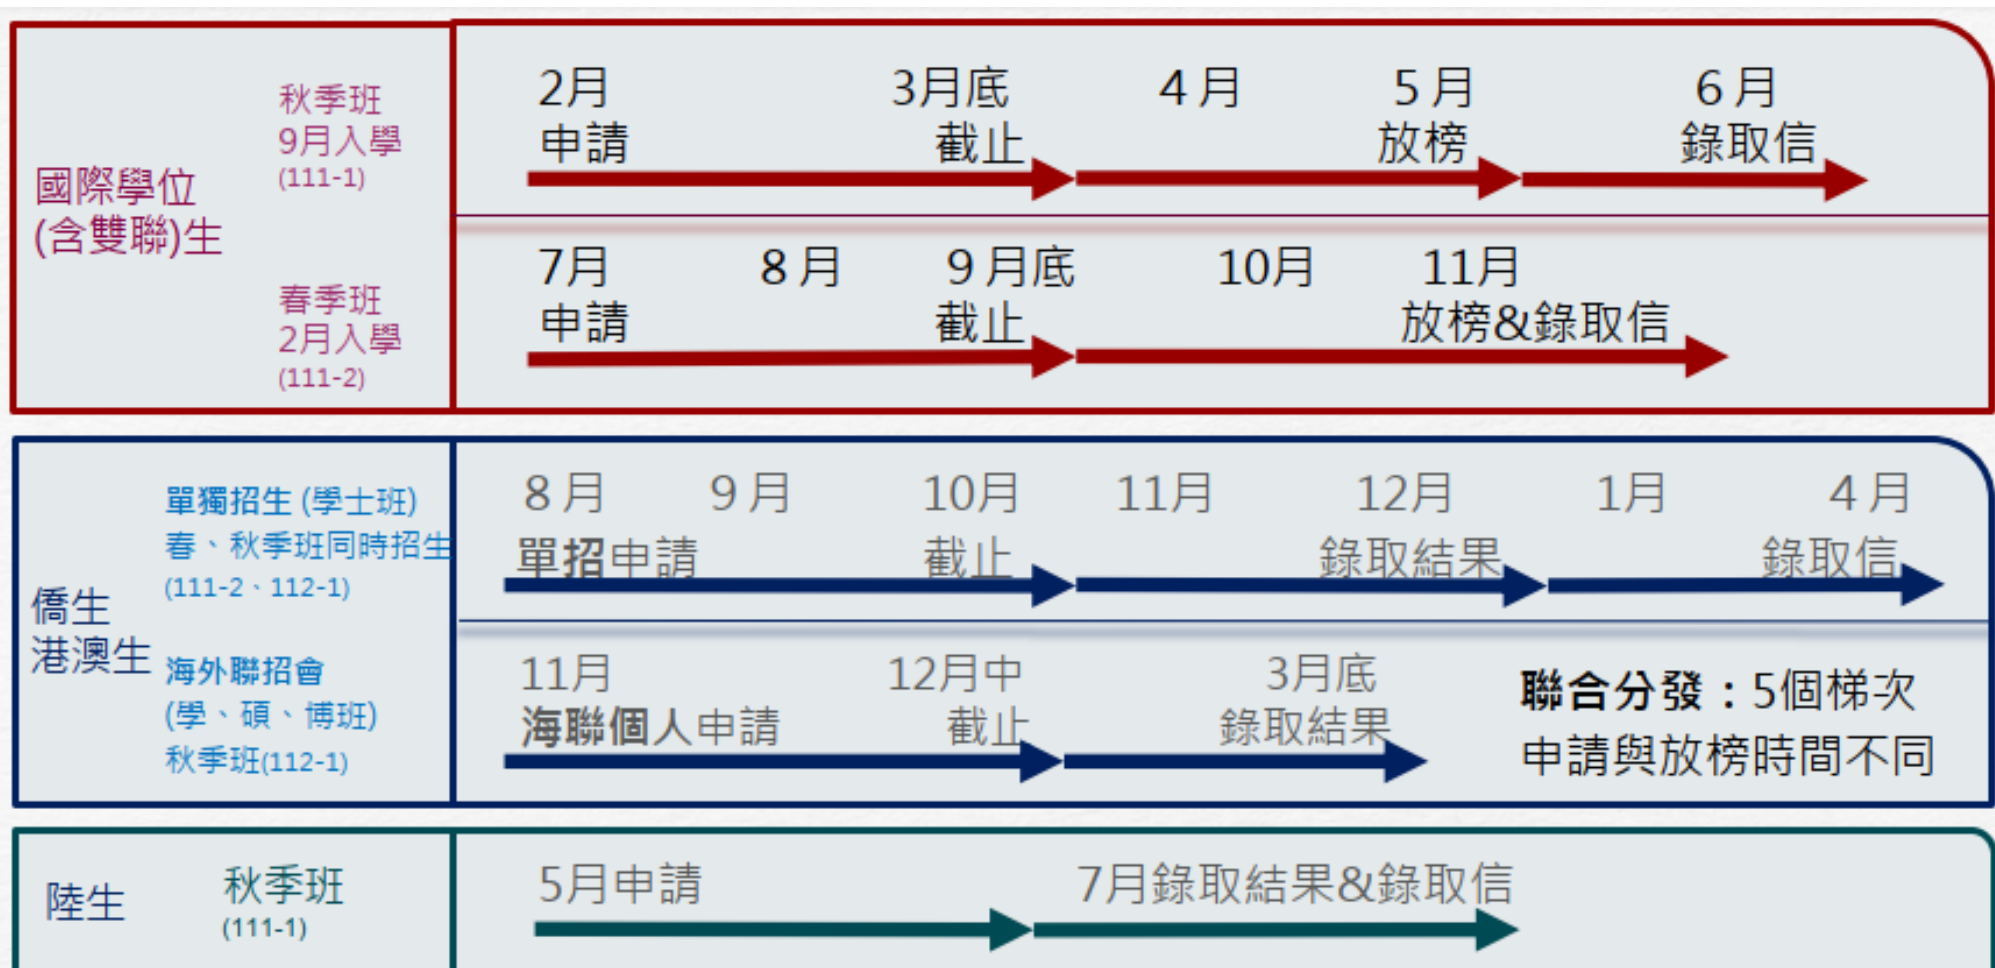 國際學位
(含雙聯)生
秋季班
9月入學
(111-1)
2月 3月底 4月 5月 6月
申請 截止 放榜 錄取信
春季班
2月入學
(111-2)
7月 8月 9月底 10月 11月
申請 截止 放榜&錄取信
僑生
港澳生
單獨招生 (學士班)
春、秋季班同時招生
(111-2、112-1)
8月 9月 10月 11月 12月 1月 4月
單招申請 截止 錄取結果 錄取信
海外聯招會
(學、碩、博班)
秋季班(112-1)
11月 12月中 3月底
海聯個人申請 截止 錄取結果
聯合分發：5個梯次
申請與放榜時間不同
陸生
秋季班
(111-1)
5月申請 7月錄取結果&錄取信